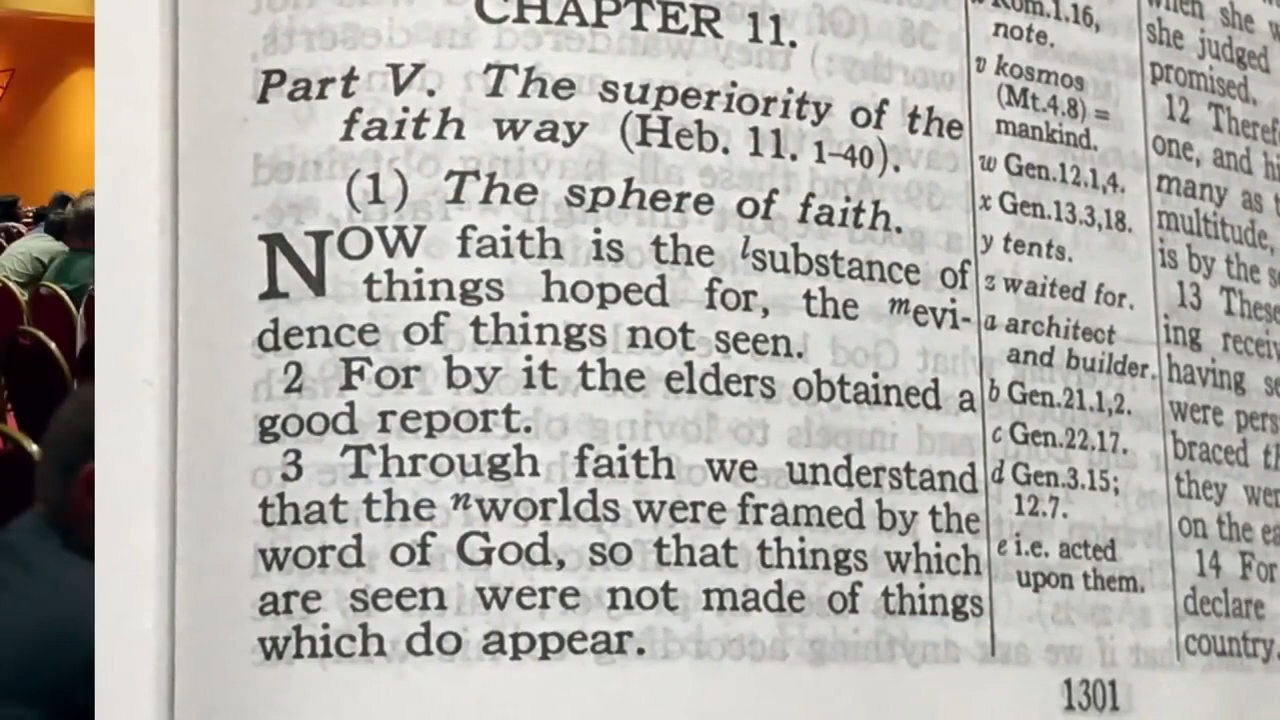 CHAPTER 11.
Part V. The superiority of the
faith way (Heb. 11. 1-40).
(1) The sphere of faith.
NOW faith is the lsubstance of
things hoped for, the mevi-
dence of things not seen.
2 For by it the elders obtained a
good report.
3 Through faith we understand
that the nworlds were framed by the
word of God, so that things which
are seen were not made of things
which do appear.
Rom.1.16,
note.
v kosmos
(Mt.4.8) =
mankind.
w Gen.12.1,4.
x Gen.13.3,18.
y tents.
z waited for.
a architect
and builder.
b Gen.21.1,2.
c Gen.22.17.
d Gen.3.15;
12.7.
e i.e. acted
upon them.
when she
she judged
promised.
12
one, and
many as
multitude,
is by the
13
ing
having
were
braced
they
on the
14 For
declare
country.
1301